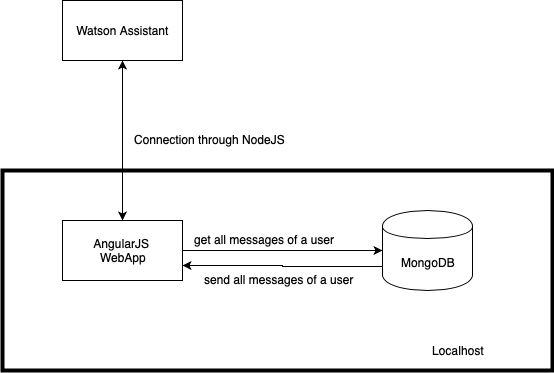 Watson Assistant
Connection through NodeJS
AngularJS
WebApp
get all messages of a user
send all messages of a user
MongoDB
Localhost